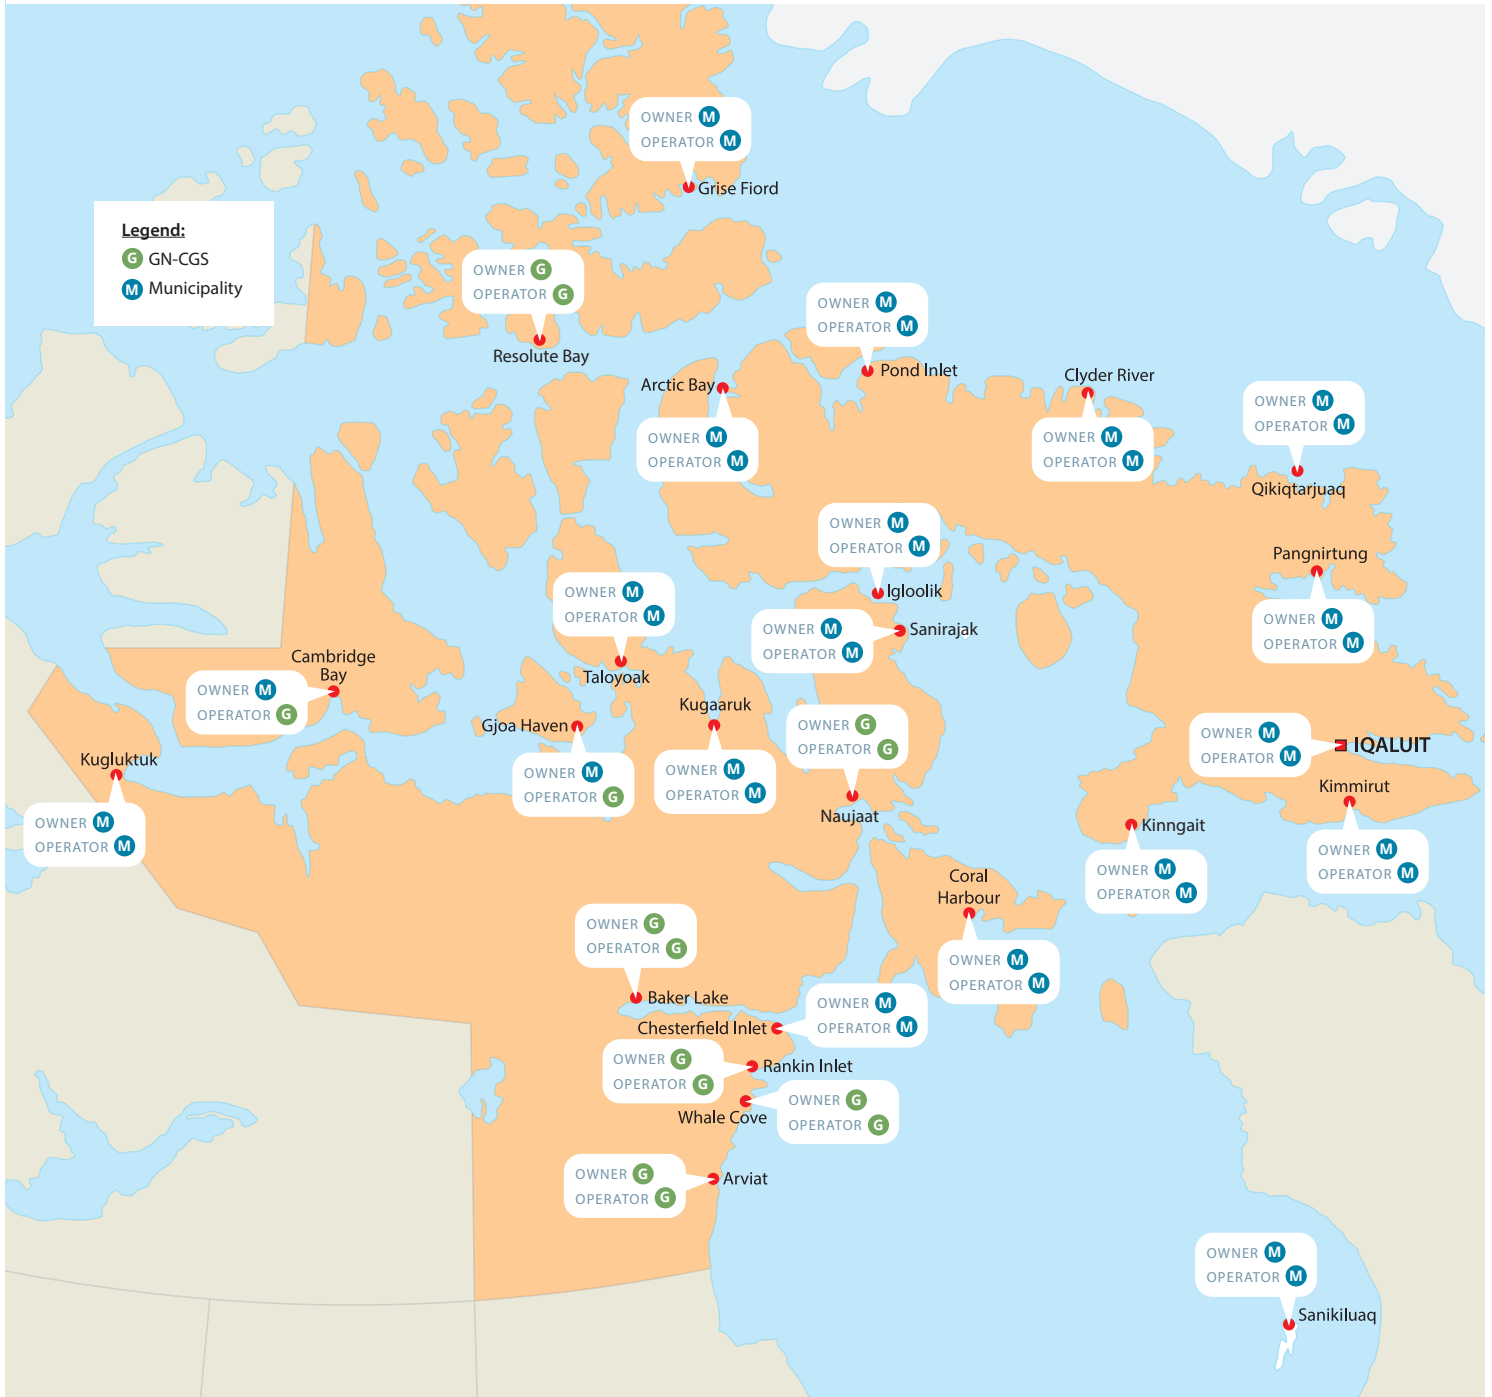 OWNER M
OPERATOR M
Grise Fiord
Legend:
G GN-CGS
M Municipality
OWNER G
OPERATOR G
Resolute Bay
OWNER M
OPERATOR M
Pond Inlet
Arctic Bay
OWNER M
OPERATOR M
Clyder River
OWNER M
OPERATOR M
OWNER M
OPERATOR M
Qikiqtarjuaq
OWNER M
OPERATOR M
Igloolik
Pangnirtung
OWNER M
OPERATOR M
OWNER M
OPERATOR M
Taloyoak
OWNER M
OPERATOR M
Sanirajak
Cambridge
Bay
OWNER M
OPERATOR G
Gjoa Haven
OWNER M
OPERATOR G
Kugaaruk
OWNER M
OPERATOR M
OWNER G
OPERATOR G
Naujaat
OWNER M
OPERATOR M
IQALUIT
Kugluktuk
OWNER M
OPERATOR M
Kimmirut
OWNER M
OPERATOR M
Kinngait
OWNER M
OPERATOR M
Coral
Harbour
OWNER M
OPERATOR M
OWNER G
OPERATOR G
Baker Lake
Chesterfield Inlet
OWNER M
OPERATOR M
OWNER G
OPERATOR G
Rankin Inlet
Whale Cove
OWNER G
OPERATOR G
OWNER G
OPERATOR G
Arviat
OWNER M
OPERATOR M
Sanikiluaq